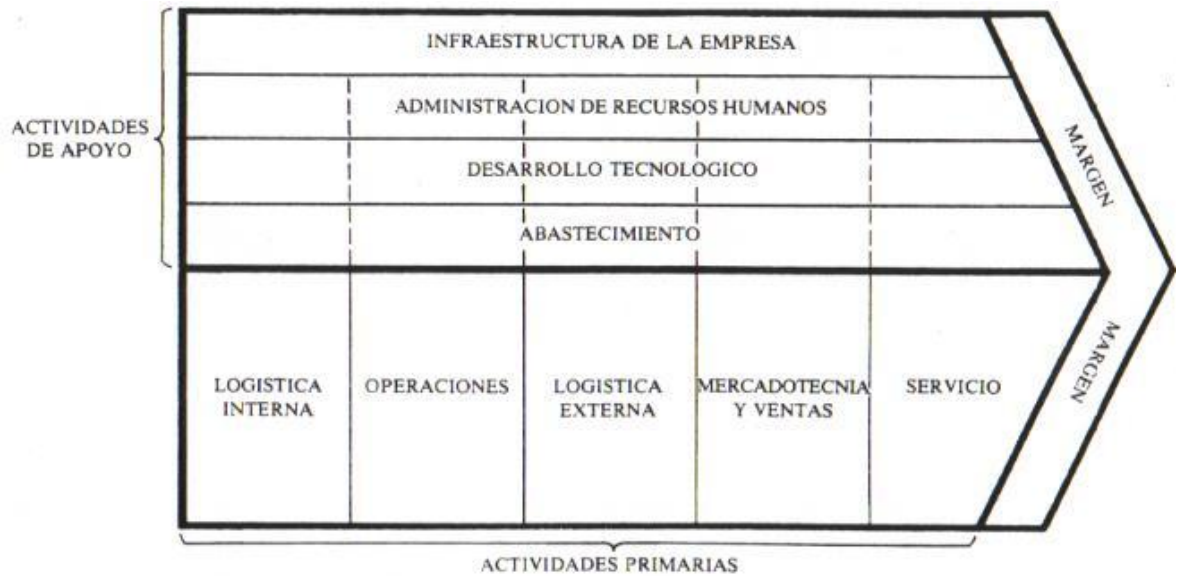 INFRAESTRUCTURA DE LA EMPRESA
ADMINISTRACION DE RECURSOS HUMANOS
ACTIVIDADES
DE APOYO
DESARROLLO TECNOLOGICO
ABASTECIMIENTO
MARGEN
LOGISTICA
INTERNA
OPERACIONES
LOGISTICA
EXTERNA
MERCADOTECNIA
Y VENTAS
SERVICIO
MARGEN
ACTIVIDADES PRIMARIAS